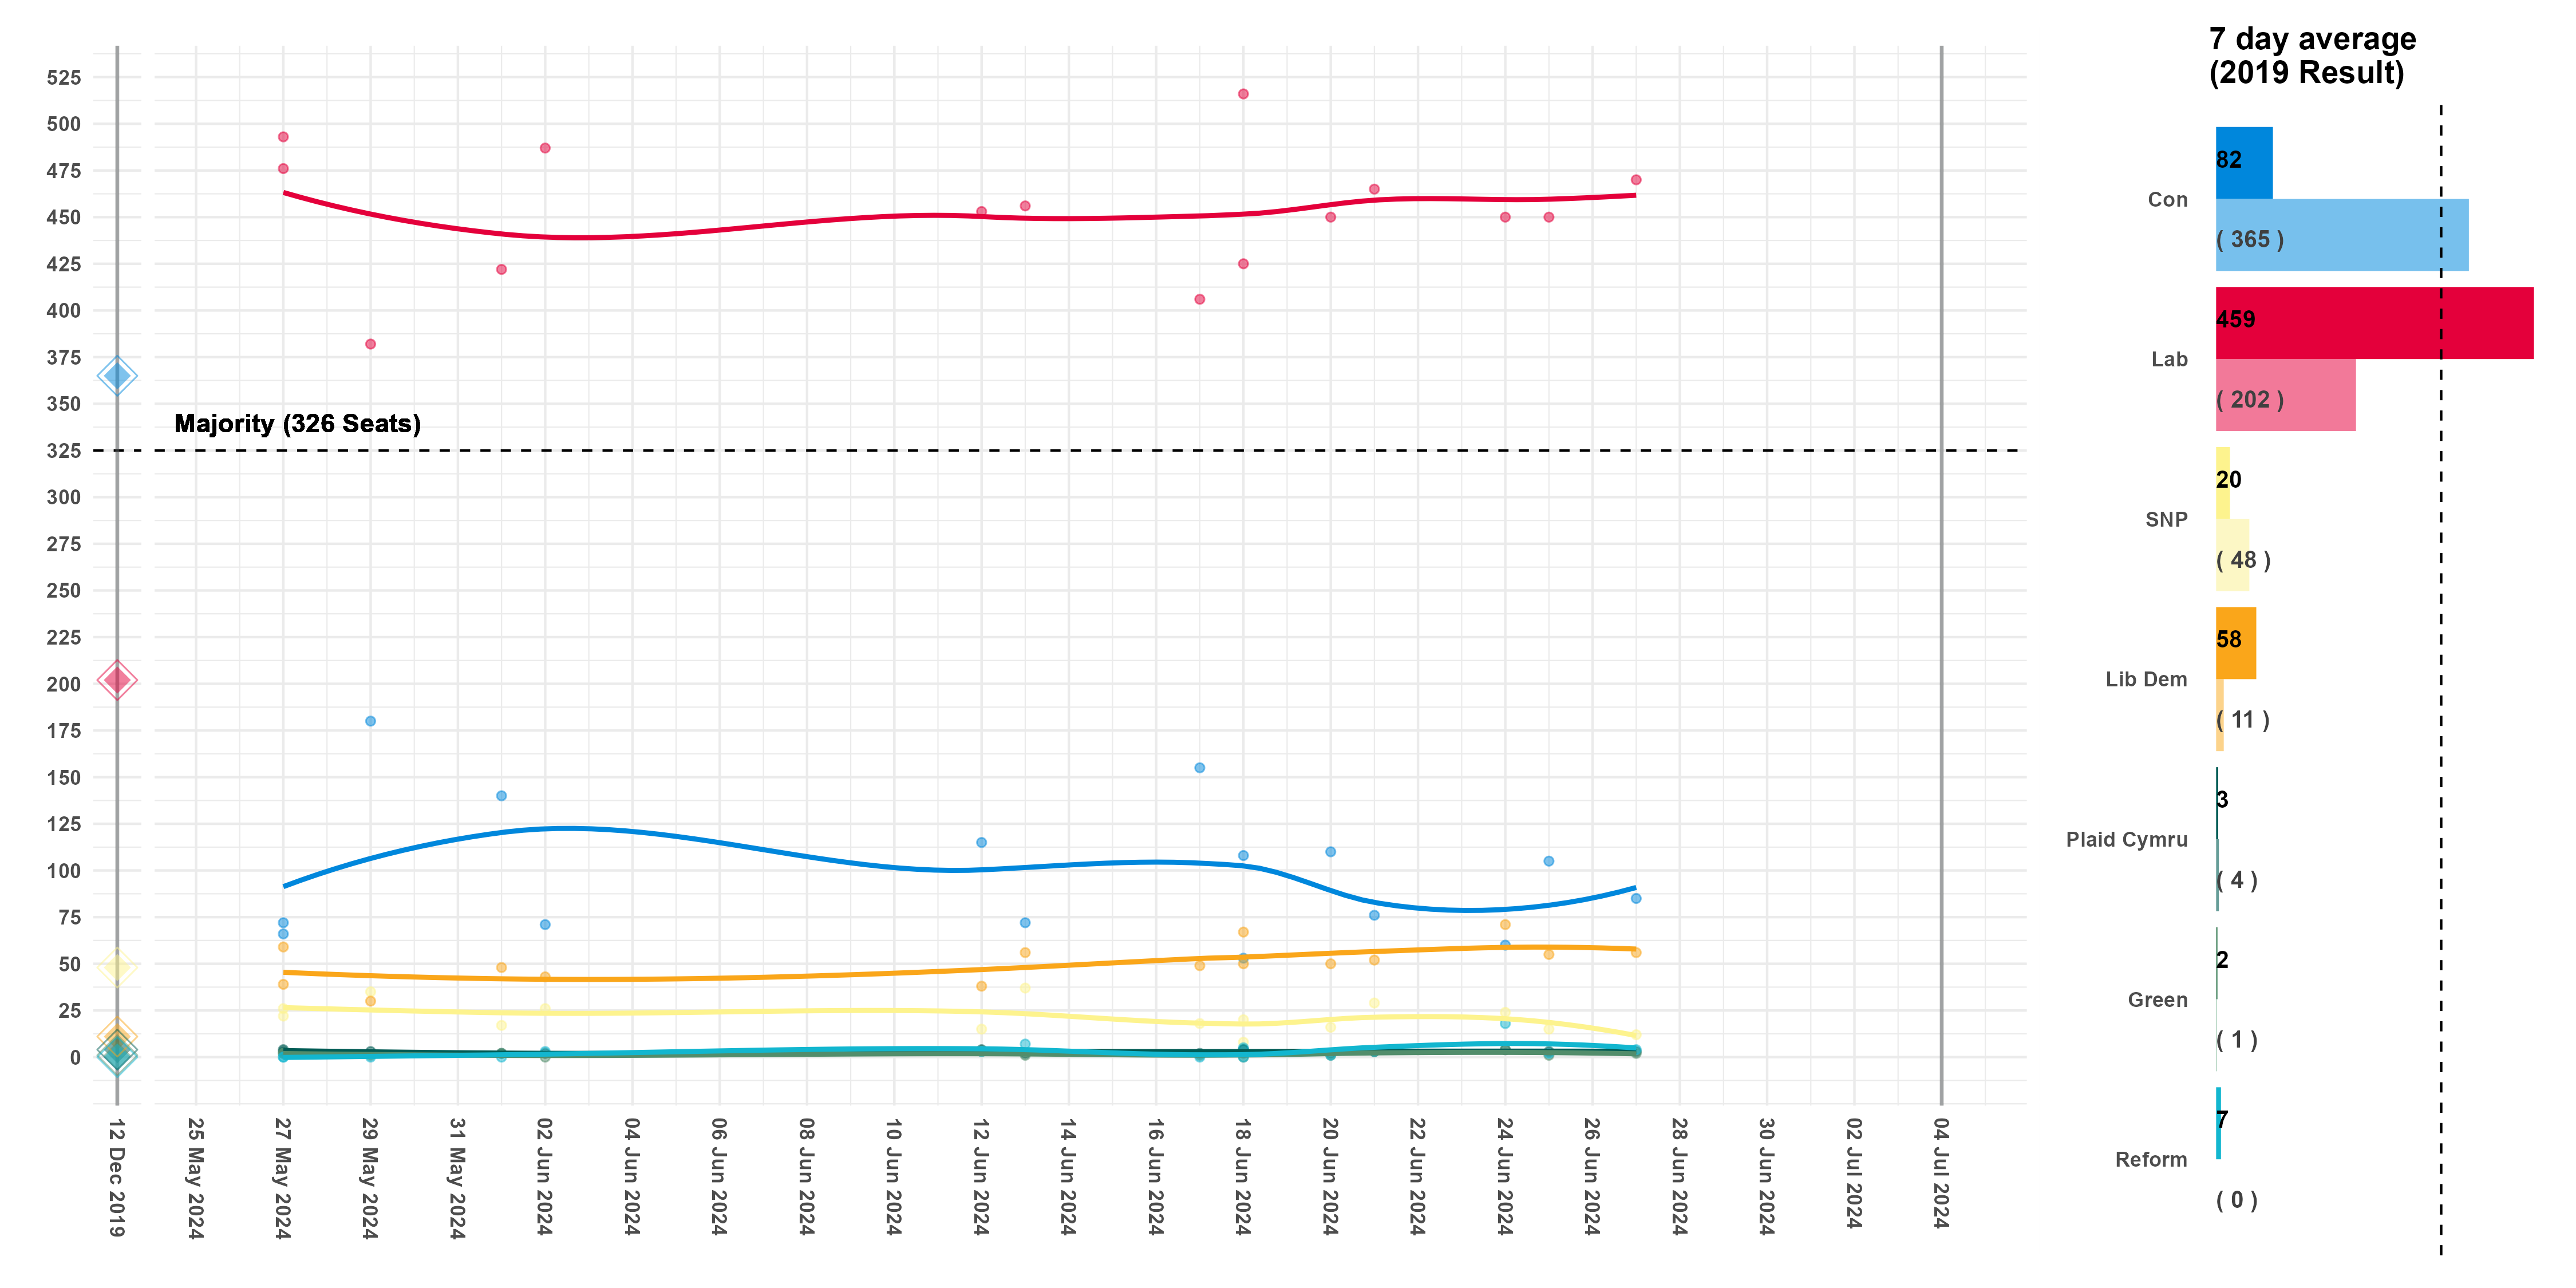 525
500
475
450
425
400
375
350
325
300
275
250
225
200
175
150
125
100
75
50
25
0
Majority (326 Seats)
12 Dec 2019
25 May 2024
27 May 2024
29 May 2024
31 May 2024
02 Jun 2024
04 Jun 2024
06 Jun 2024
08 Jun 2024
10 Jun 2024
12 Jun 2024
14 Jun 2024
16 Jun 2024
18 Jun 2024
20 Jun 2024
22 Jun 2024
24 Jun 2024
26 Jun 2024
28 Jun 2024
30 Jun 2024
02 Jul 2024
04 Jul 2024
7 day average
(2019 Result)
Con
82
( 365 )
Lab
459
( 202 )
SNP
20
( 48 )
Lib Dem
58
( 11 )
Plaid Cymru
3
( 4 )
Green
2
( 1 )
Reform
7
( 0 )